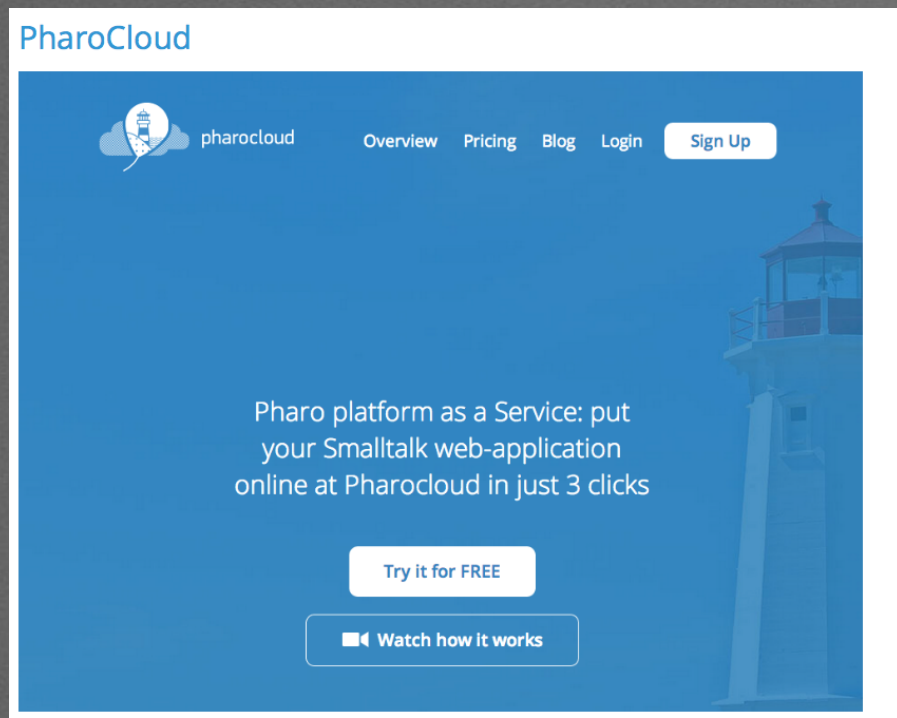 PharoCloud
pharocloud
Overview Pricing Blog Login Sign Up
Pharo platform as a Service: put
your Smalltalk web-application
online at Pharocloud in just 3 clicks
Try it for FREE
Watch how it works